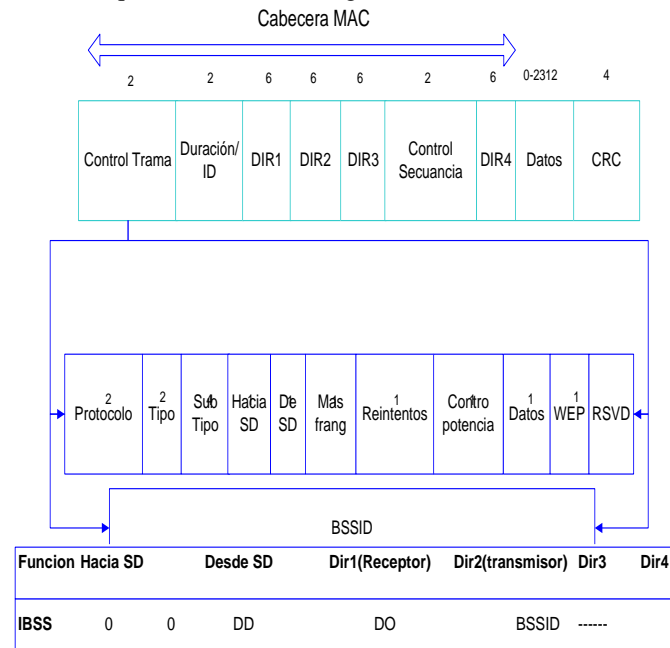 Cabecera MAC
2 2 6 6 6 2 6 0-2312 4
Control Trama Duración/ID DIR1 DIR2 DIR3 Control Secuancia DIR4 Datos CRC
2 2 1 1 1
Protocolo Tipo Sub Tipo Hacia SD De SD Mas frang Reintentos Contro potencia Datos WEP RSVD
BSSID
Funcion Hacia SD Desde SD Dir1(Receptor) Dir2(transmisor) Dir3 Dir4
IBSS 0 0 DD DO BSSID ------